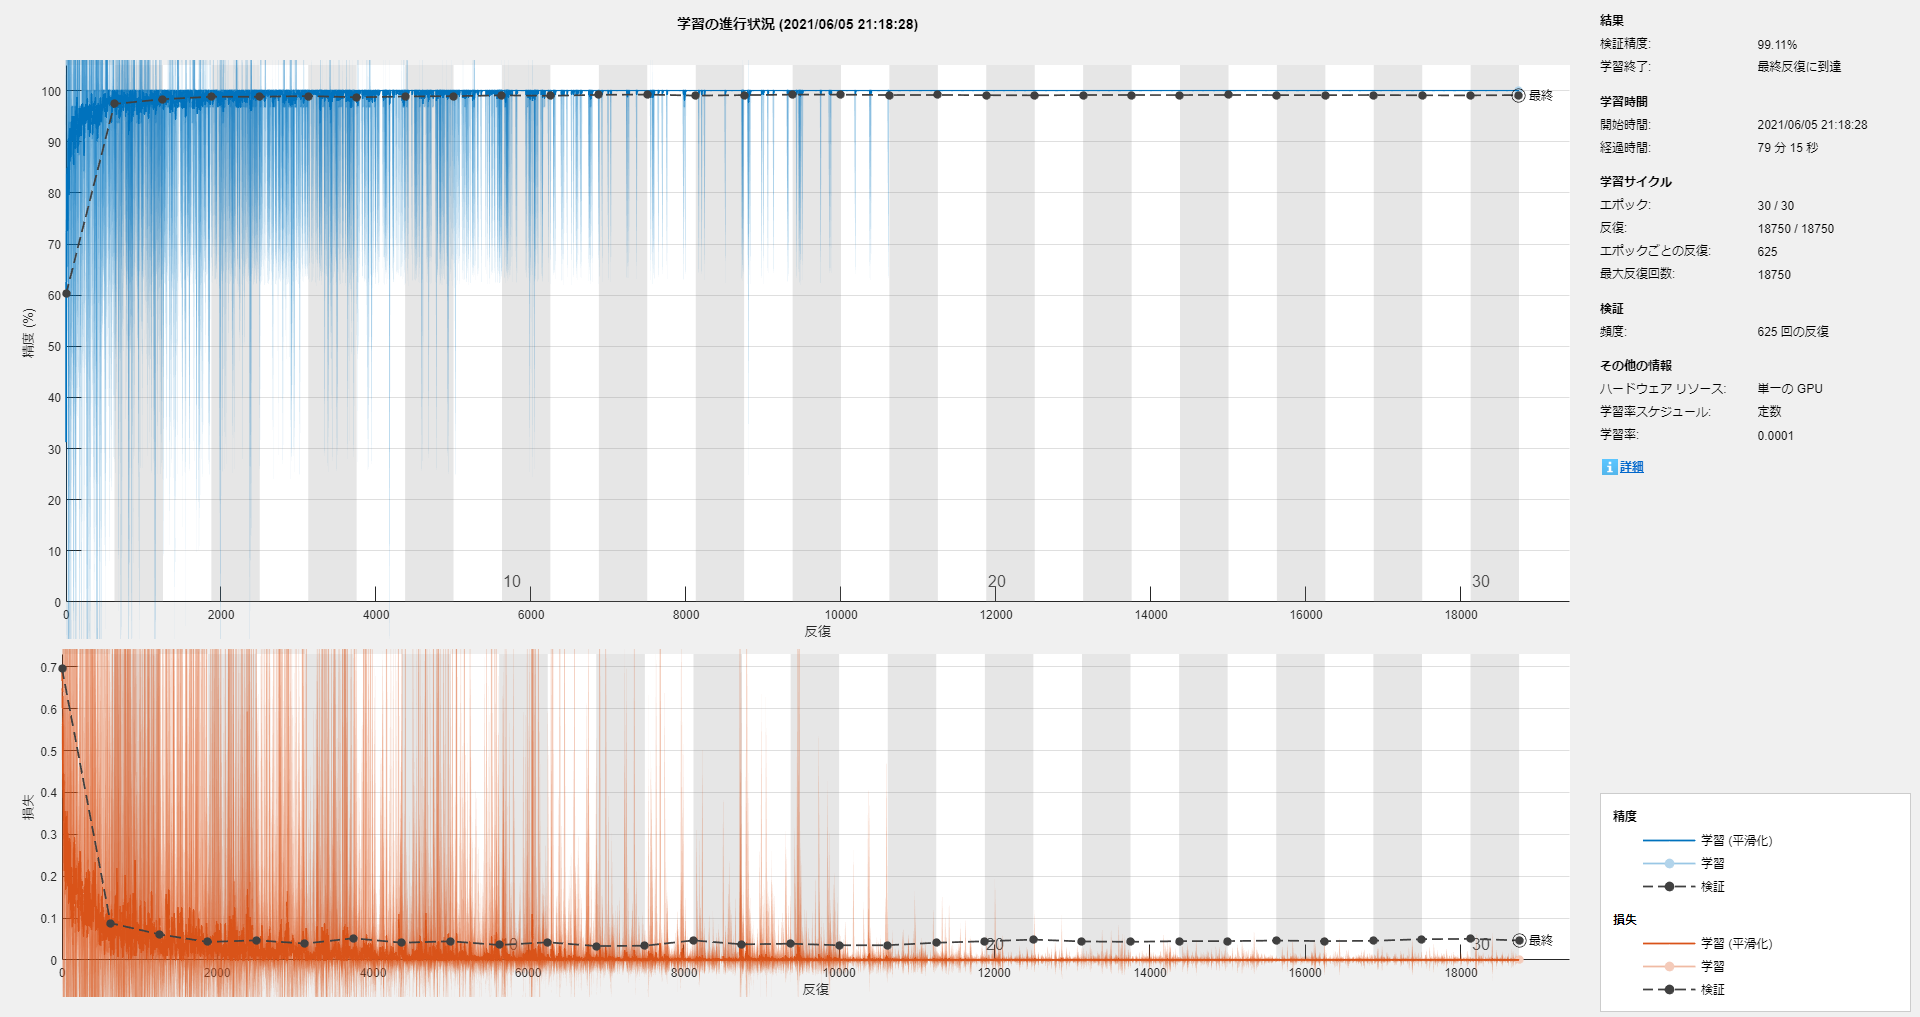 学習の進行状況 (2021/06/05 21:18:28)
100
90
80
70
60
50
40
30
20
10
0
精度 (%)
最終
10
20
30
0
2000
4000
6000
8000
10000
12000
14000
16000
18000
反復
0.7
0.6
0.5
0.4
0.3
0.2
0.1
0
損失
最終
20
30
0
2000
4000
6000
8000
10000
12000
14000
16000
18000
反復
結果
検証精度: 99.11%
学習終了: 最終反復に到達
学習時間
開始時間: 2021/06/05 21:18:28
経過時間: 79 分 15 秒
学習サイクル
エポック: 30 / 30
反復: 18750 / 18750
エポックごとの反復: 625
最大反復回数: 18750
検証
頻度: 625 回の反復
その他の情報
ハードウェア リソース: 単一の GPU
学習率スケジュール: 定数
学習率: 0.0001
詳細
精度
学習 (平滑化)
学習
検証
損失
学習 (平滑化)
学習
検証